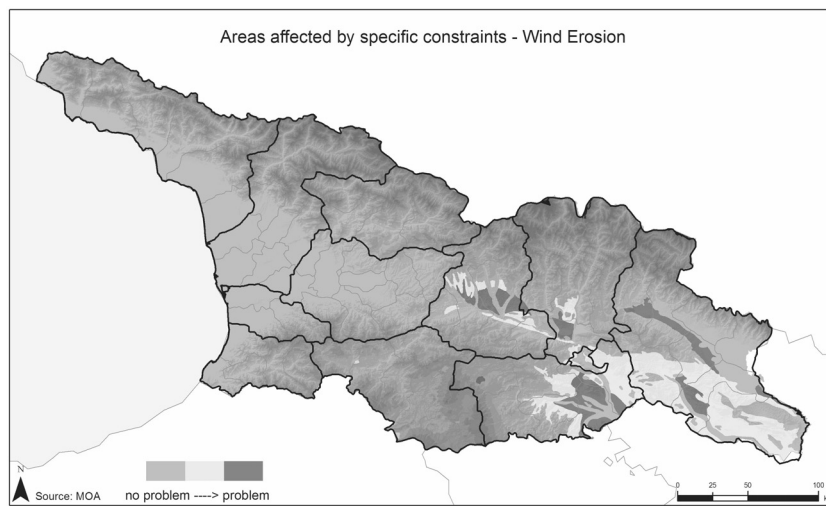 Areas affected by specific constraints - Wind Erosion
N
Source: MOA
no problem ----> problem
0 25 50 100